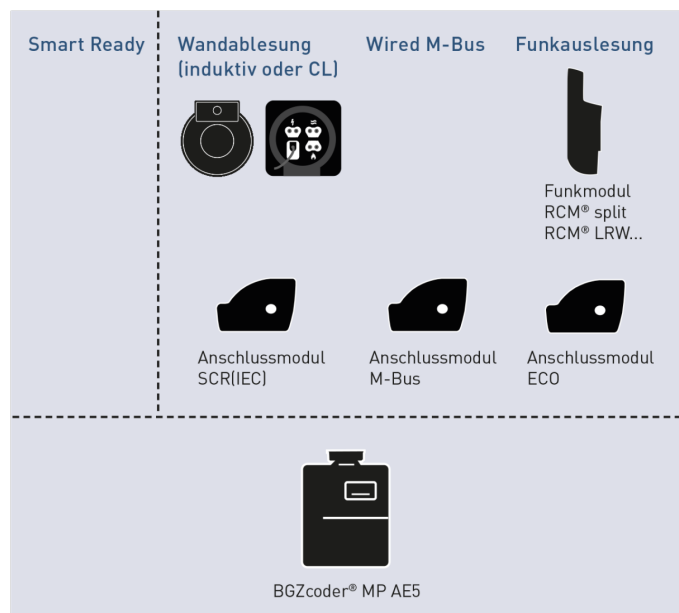 Smart Ready
Wandablesung
(induktiv oder CL)
Wired M-Bus
Funkauslesung
Funkmodul
RCM® split
RCM® LRW...
Anschlussmodul
SCR(IEC)
Anschlussmodul
M-Bus
Anschlussmodul
ECO
BGZcoder® MP AE5